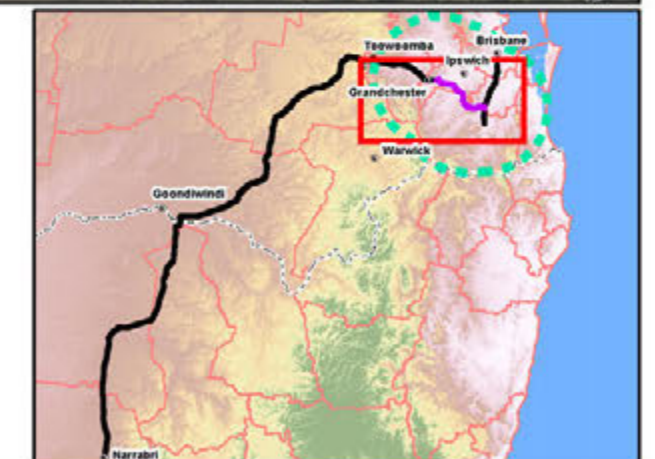 Toowoomba
Brisbane
Ipswich
Grandchester
Warwick
Goondiwindi
Narrabri